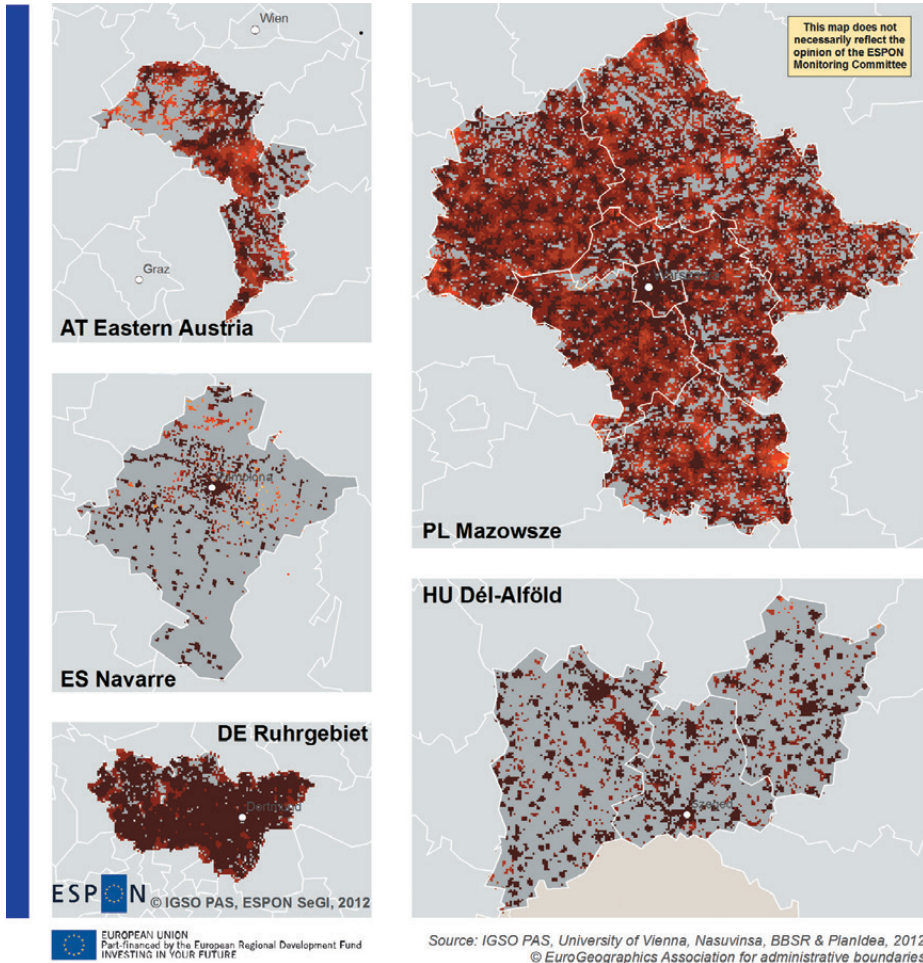 Wien
Graz
AT Eastern Austria
This map does not
necessarily reflect the
opinion of the ESPON
Monitoring Committee
PL Mazowsze
ES Navarre
HU Dél-Alföld
Szeged
DE Ruhrgebiet
Dortmund
ESPON
© IGSO PAS, ESPON SeGI, 2012
EUROPEAN UNION
Part-financed by the European Regional Development Fund
INVESTING IN YOUR FUTURE
Source: IGSO PAS, University of Vienna, Nasuvinsa, BBSR & PlanIdea, 2012
© EuroGeographics Association for administrative boundaries